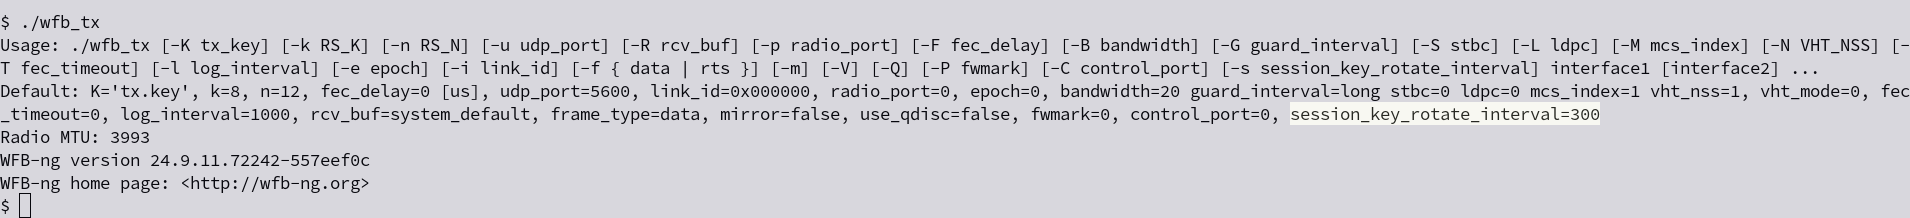 $ ./wfb_tx
Usage: ./wfb_tx [-K tx_key] [-k RS_K] [-n RS_N] [-u udp_port] [-R rcv_buf] [-p radio_port] [-F fec_delay] [-B bandwidth] [-G guard_interval] [-S stbc] [-L ldpc] [-M mcs_index] [-N VHT_NSS] [-
T fec_timeout] [-l log_interval] [-e epoch] [-i link_id] [-f { data | rts }] [-m] [-V] [-Q] [-P fwmark] [-C control_port] [-s session_key_rotate_interval] interface1 [interface2] ...
Default: K='tx.key', k=8, n=12, fec_delay=0 [us], udp_port=5600, link_id=0x000000, radio_port=0, epoch=0, bandwidth=20 guard_interval=long stbc=0 ldpc=0 mcs_index=1 vht_nss=1, vht_mode=0, fec
_timeout=0, log_interval=1000, rcv_buf=system_default, frame_type=data, mirror=false, use_qdisc=false, fwmark=0, control_port=0, session_key_rotate_interval=300
Radio MTU: 3993
WFB-ng version 24.9.11.72242-557eef0c
WFB-ng home page: <http://wfb-ng.org>
$